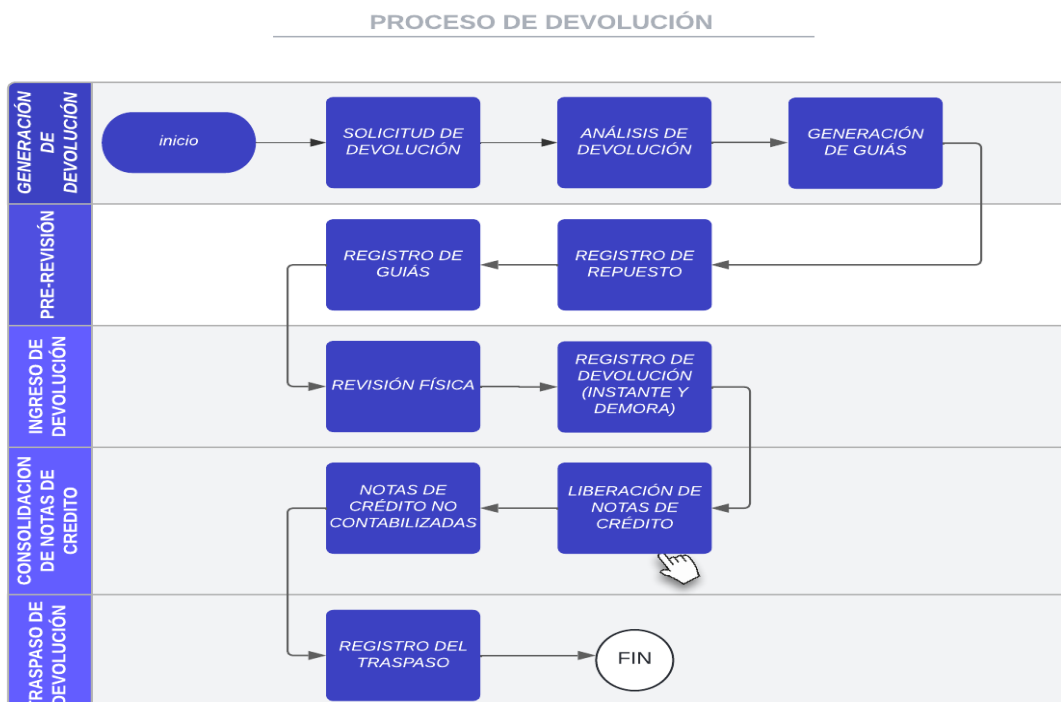 PROCESO DE DEVOLUCIÓN
GENERACIÓN
DE
DEVOLUCIÓN
inicio
SOLICITUD DE
DEVOLUCIÓN
ANÁLISIS DE
DEVOLUCIÓN
GENERACIÓN
DE GUIÁS
PRE-REVISIÓN
REGISTRO DE
GUIÁS
REGISTRO DE
REPUESTO
INGRESO DE
DEVOLUCIÓN
REVISIÓN FÍSICA
REGISTRO DE
DEVOLUCIÓN
(INSTANTE Y
DEMORA)
CONSOLIDACION
DE NOTAS DE
CREDITO
NOTAS DE
CRÉDITO NO
CONTABILIZADAS
LIBERACIÓN DE
NOTAS DE
CRÉDITO
TRASPASO DE
DEVOLUCIÓN
REGISTRO DEL
TRASPASO
FIN